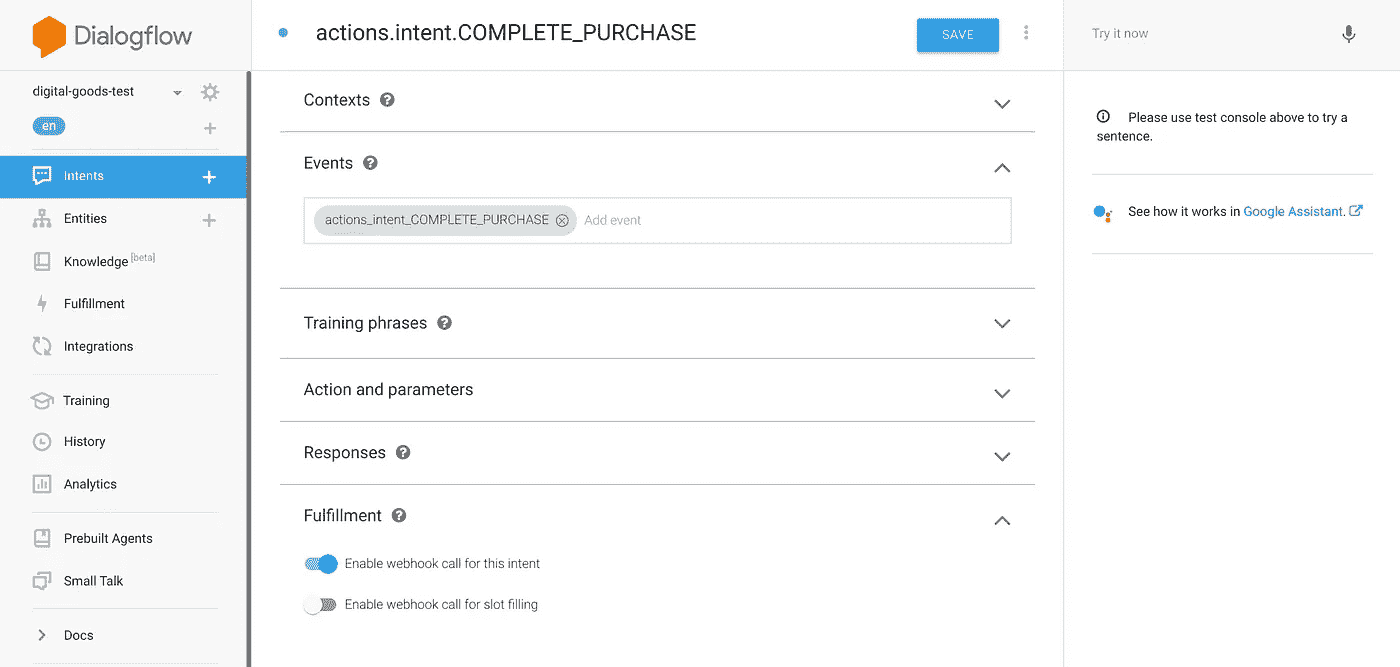 Dialogflow
actions.intent.COMPLETE_PURCHASE
SAVE
Try it now
digital-goods-test
en
Intents
Entities
Knowledge [beta]
Fulfillment
Integrations
Training
History
Analytics
Prebuilt Agents
Small Talk
Docs
Contexts
Events
actions_intent_COMPLETE_PURCHASE
Add event
Training phrases
Action and parameters
Responses
Fulfillment
Enable webhook call for this intent
Enable webhook call for slot filling
Please use test console above to try a
sentence.
See how it works in Google Assistant.